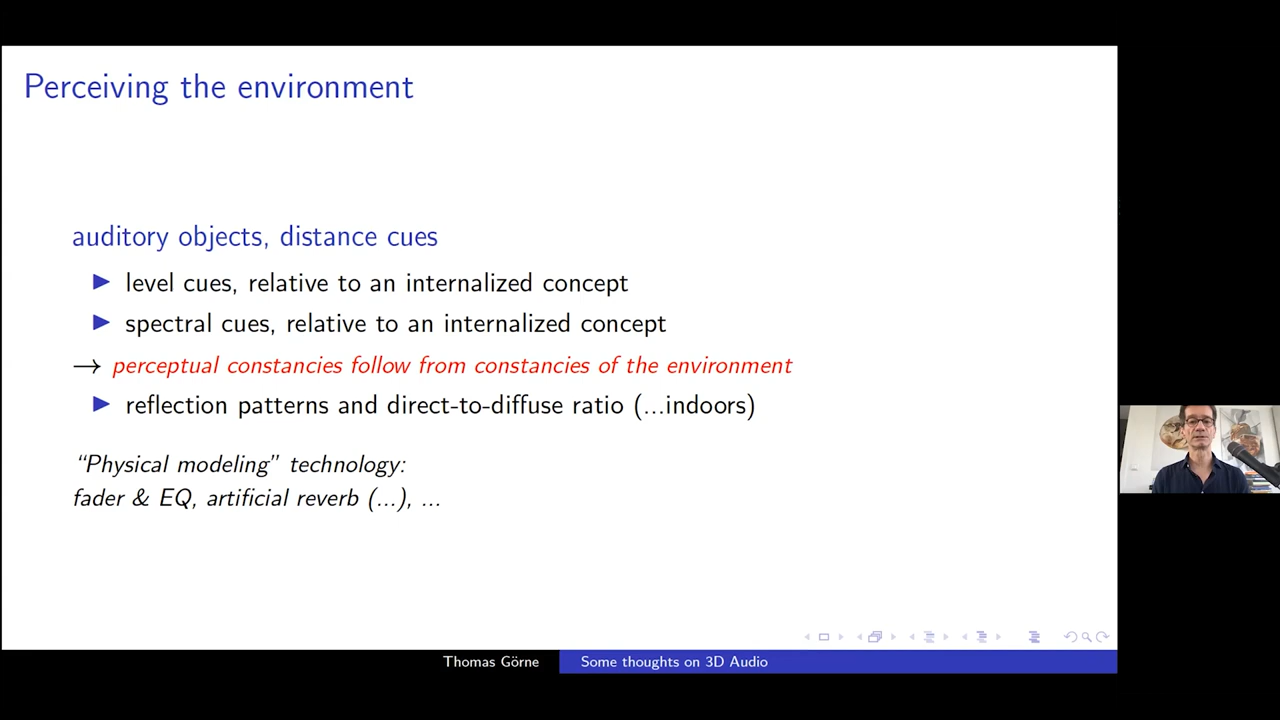 Perceiving the environment
auditory objects, distance cues
▶ level cues, relative to an internalized concept
▶ spectral cues, relative to an internalized concept
→ perceptual constancies follow from constancies of the environment
▶ reflection patterns and direct-to-diffuse ratio (...indoors)
“Physical modeling” technology:
fader & EQ, artificial reverb (...), ...
Thomas Görne
Some thoughts on 3D Audio